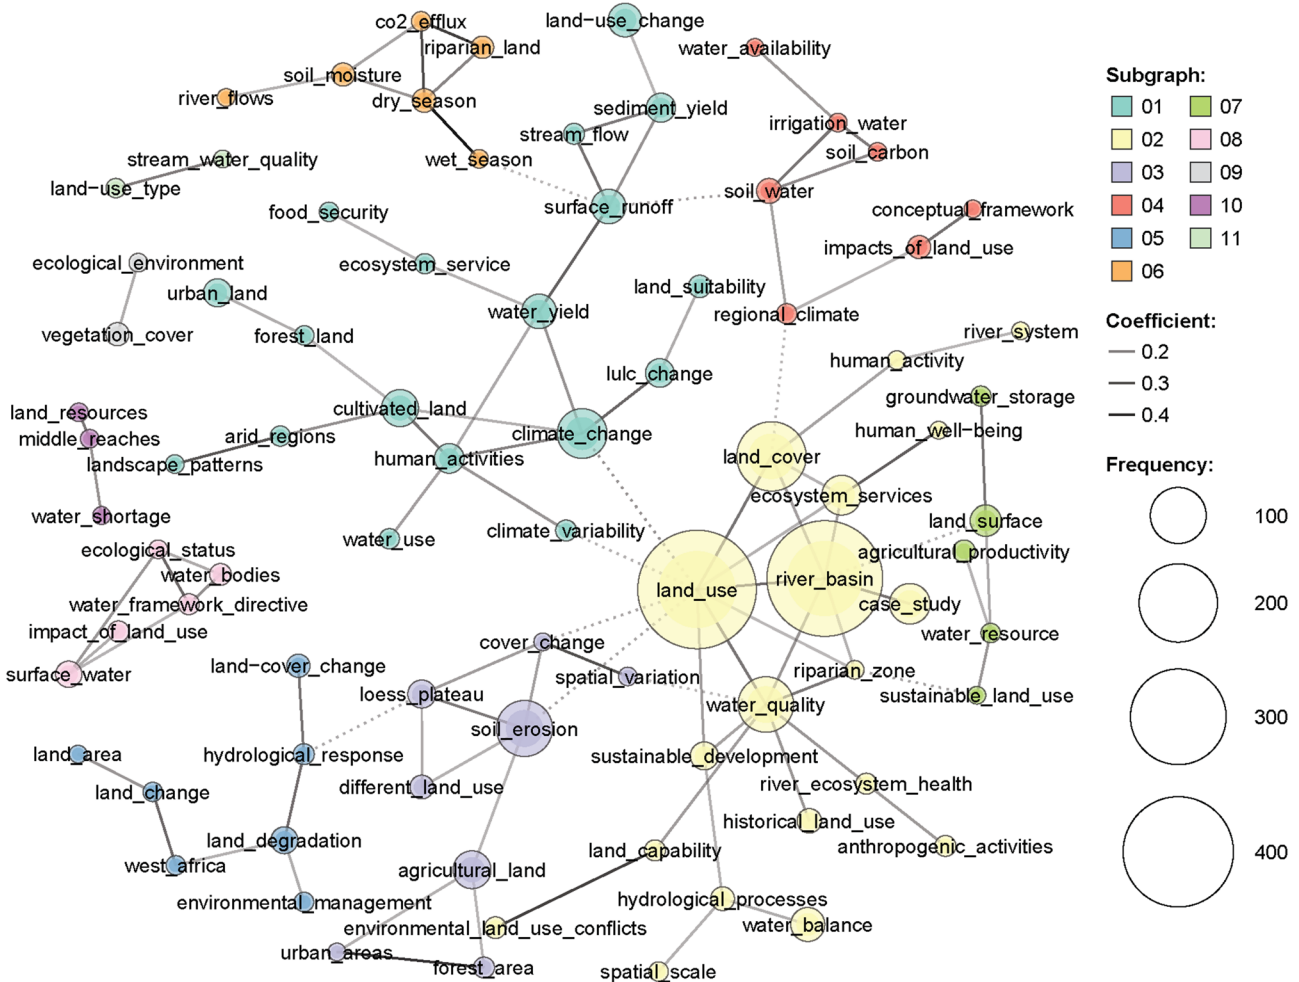 co2_efflux
land-use_change
riparian_land
water_availability
soil_moisture
river_flows
dry_season
sediment_yield
irrigation_water
stream_flow
soil_carbon
wet_season
stream_water_quality
land-use_type
soil_water
food_security
surface_runoff
conceptual_framework
impacts_of_land_use
ecological_environment
ecosystem_service
urban_land
land_suitability
water_yield
regional_climate
vegetation_cover
forest_land
river_system
human_activity
lulc_change
groundwater_storage
land_resources
cultivated_land
middle_reaches
arid_regions
climate_change
human_well-being
landscape_patterns
human_activities
land_cover
ecosystem_services
water_shortage
climate_variability
land_surface
water_use
ecological_status
agricultural_productivity
water_bodies
river_basin
land_use
water_framework_directive
case_study
impact_of_land_use
water_resource
cover_change
surface_water
land-cover_change
riparian_zone
spatial_variation
loess_plateau
sustainable_land_use
water_quality
soil_erosion
land_area
hydrological_response
sustainable_development
different_land_use
river_ecosystem_health
land_change
historical_land_use
land_degradation
anthropogenic_activities
land_capability
west_africa
agricultural_land
environmental_management
hydrological_processes
environmental_land_use_conflicts
water_balance
urban_areas
forest_area
spatial_scale
Subgraph:
01 07
02 08
03 09
04 10
05 11
06
Coefficient:
0.2
0.3
0.4
Frequency:
100
200
300
400